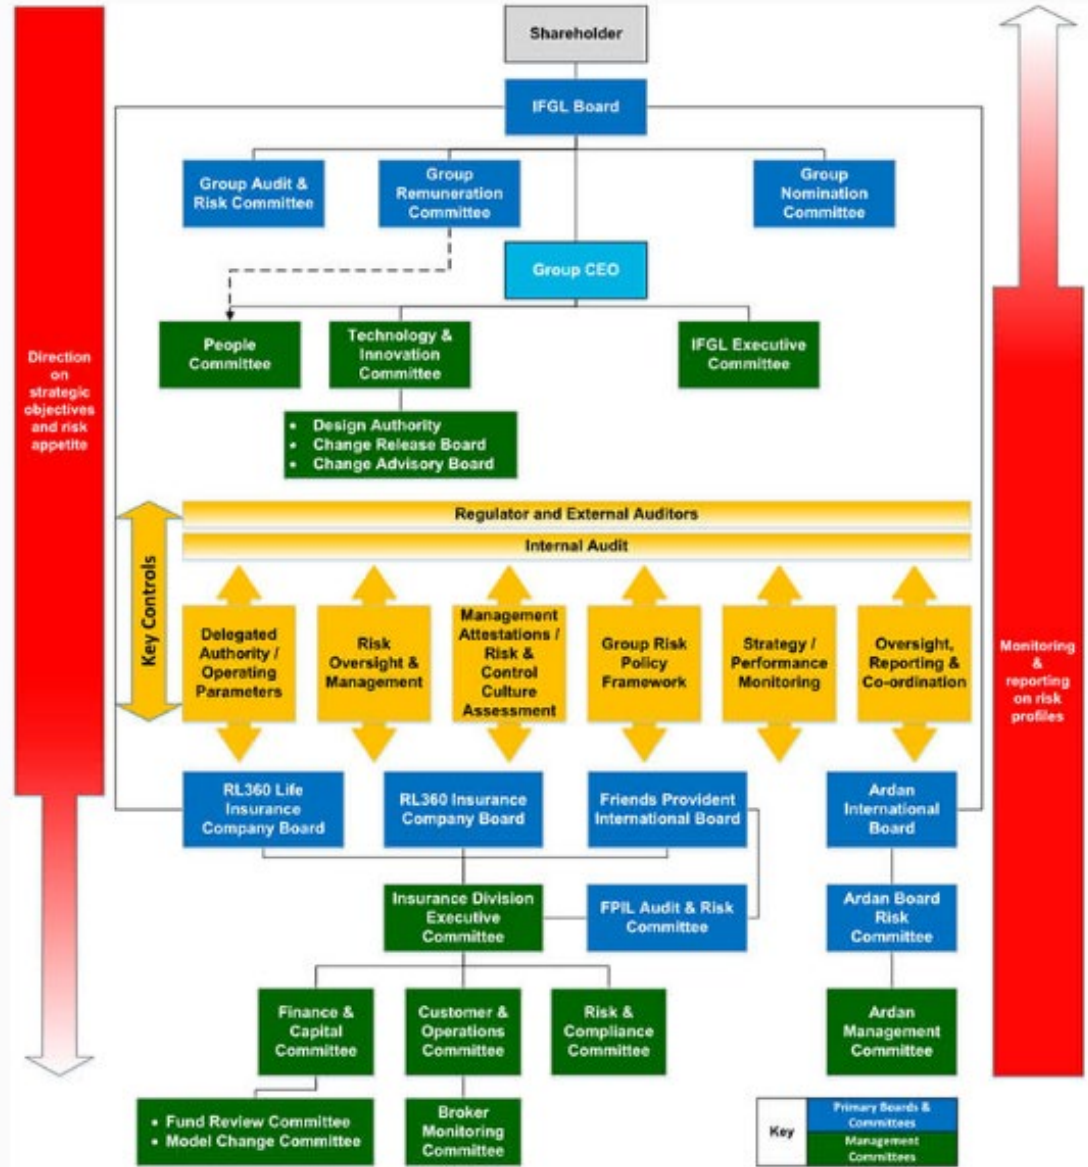 Shareholder
IFGL Board
Group Audit &
Risk Committee
Group
Remuneration
Committee
Group
Nomination
Committee
Group CEO
People
Committee
Technology &
Innovation
Committee
IFGL Executive
Committee
• Design Authority
• Change Release Board
• Change Advisory Board
Direction
on
strategic
objectives
and risk
appetite
Regulator and External Auditors
Internal Audit
Key Controls
Delegated
Authority /
Operating
Parameters
Risk
Oversight &
Management
Management
Attestations /
Risk &
Control
Culture
Assessment
Group Risk
Policy
Framework
Strategy /
Performance
Monitoring
Oversight,
Reporting &
Co-ordination
Monitoring
&
reporting
on risk
profiles
RL360 Life
Insurance
Company Board
RL360 Insurance
Company Board
Friends Provident
International Board
Ardan
International
Board
Insurance Division
Executive
Committee
FPIL Audit & Risk
Committee
Ardan Board
Risk
Committee
Finance &
Capital
Committee
Customer &
Operations
Committee
Risk &
Compliance
Committee
Ardan
Management
Committee
• Fund Review Committee
• Model Change Committee
Broker
Monitoring
Committee
Key
Primary Boards &
Committees
Management
Committees